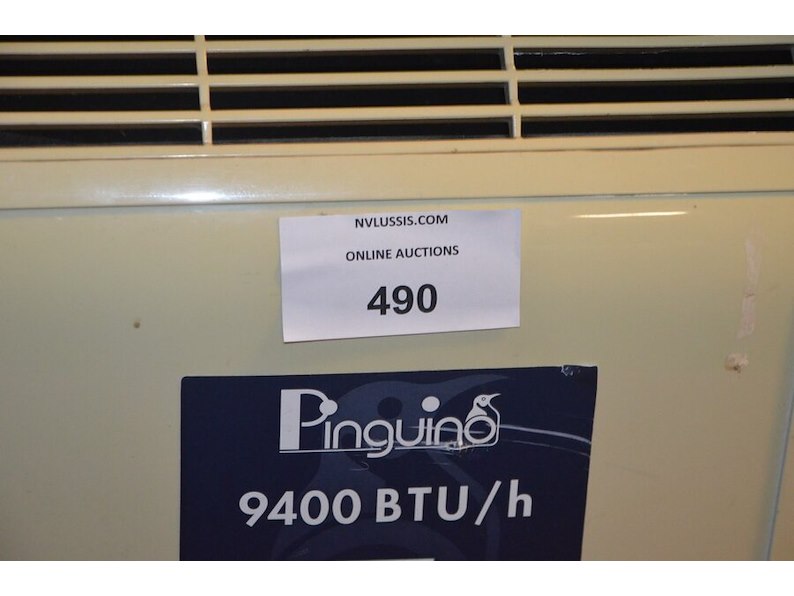 NVLUSSIS.COM
ONLINE AUCTIONS
490
Pinguino
9400 BTU/h